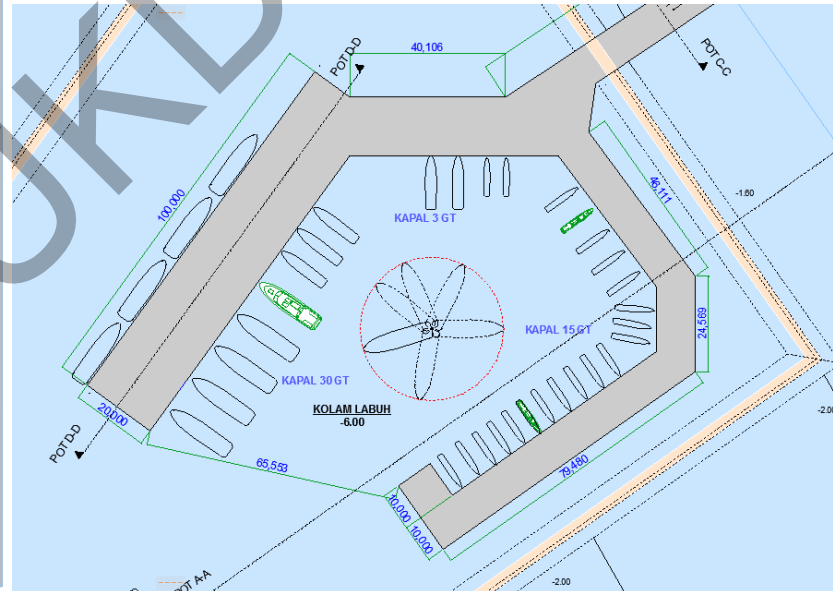 UKD
40,106
POT D-D
POT C-C
100,000
46,111
-1.60
KAPAL 3 GT
KAPAL 15 GT
24,569
KAPAL 30 GT
KOLAM LABUH
-6.00
20,000
-2.00
POT D-D
65,553
79,480
10,000
10,000
POT A-A
-2.00